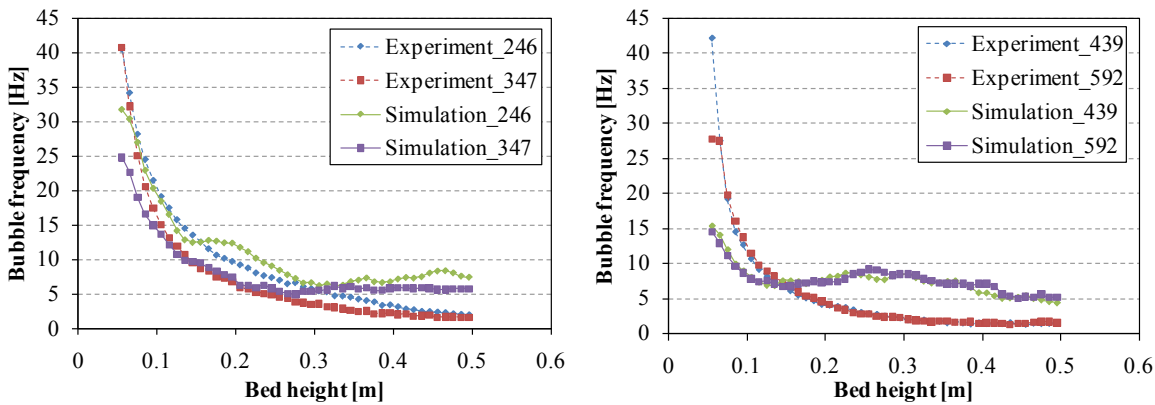 Bubble frequency [Hz]
45
40
35
30
25
20
15
10
5
0
0
0.1
0.2
0.3
0.4
0.5
0.6
Bed height [m]
Experiment_246
Experiment_347
Simulation_246
Simulation_347
Bubble frequency [Hz]
45
40
35
30
25
20
15
10
5
0
0
0.1
0.2
0.3
0.4
0.5
0.6
Bed height [m]
Experiment_439
Experiment_592
Simulation_439
Simulation_592